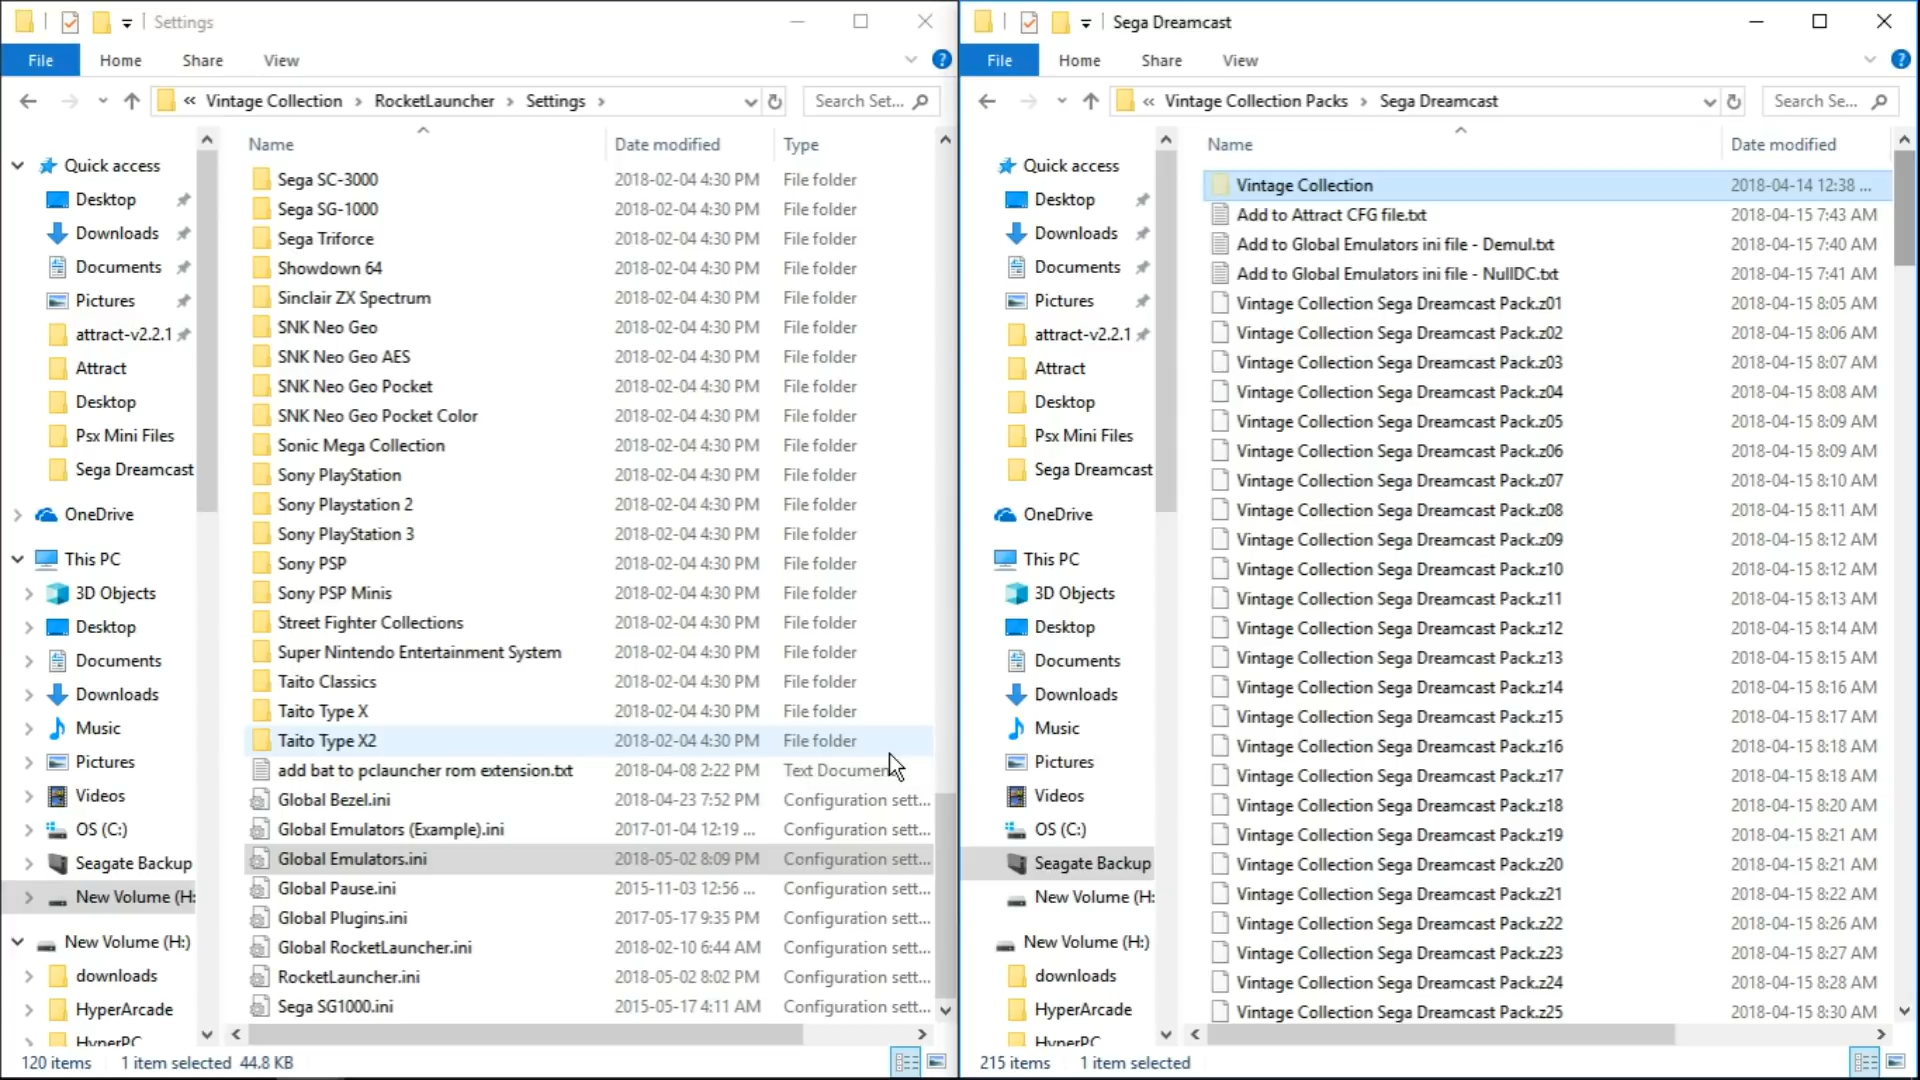 Settings
File Home Share View
« Vintage Collection › RocketLauncher › Settings ›
Search Set...
Quick access
Desktop
Downloads
Documents
Pictures
attract-v2.2.1
Attract
Desktop
Psx Mini Files
Sega Dreamcast
OneDrive
This PC
3D Objects
Desktop
Documents
Downloads
Music
Pictures
Videos
OS (C:)
Seagate Backup
New Volume (H:
New Volume (H:)
downloads
HyperArcade
HyperPC
Name Date modified Type
Sega SC-3000 2018-02-04 4:30 PM File folder
Sega SG-1000 2018-02-04 4:30 PM File folder
Sega Triforce 2018-02-04 4:30 PM File folder
Showdown 64 2018-02-04 4:30 PM File folder
Sinclair ZX Spectrum 2018-02-04 4:30 PM File folder
SNK Neo Geo 2018-02-04 4:30 PM File folder
SNK Neo Geo AES 2018-02-04 4:30 PM File folder
SNK Neo Geo Pocket 2018-02-04 4:30 PM File folder
SNK Neo Geo Pocket Color 2018-02-04 4:30 PM File folder
Sonic Mega Collection 2018-02-04 4:30 PM File folder
Sony PlayStation 2018-02-04 4:30 PM File folder
Sony Playstation 2 2018-02-04 4:30 PM File folder
Sony PlayStation 3 2018-02-04 4:30 PM File folder
Sony PSP 2018-02-04 4:30 PM File folder
Sony PSP Minis 2018-02-04 4:30 PM File folder
Street Fighter Collections 2018-02-04 4:30 PM File folder
Super Nintendo Entertainment System 2018-02-04 4:30 PM File folder
Taito Classics 2018-02-04 4:30 PM File folder
Taito Type X 2018-02-04 4:30 PM File folder
Taito Type X2 2018-02-04 4:30 PM File folder
add bat to pclauncher rom extension.txt 2018-04-08 2:22 PM Text Documen
Global Bezel.ini 2018-04-23 7:52 PM Configuration sett...
Global Emulators (Example).ini 2017-01-04 12:19 ... Configuration sett...
Global Emulators.ini 2018-05-02 8:09 PM Configuration sett...
Global Pause.ini 2015-11-03 12:56 ... Configuration sett...
Global Plugins.ini 2017-05-17 9:35 PM Configuration sett...
Global RocketLauncher.ini 2018-02-10 6:44 AM Configuration sett...
RocketLauncher.ini 2018-05-02 8:02 PM Configuration sett...
Sega SG1000.ini 2015-05-17 4:11 AM Configuration sett...
120 items 1 item selected 44.8 KB
Sega Dreamcast
File Home Share View
« Vintage Collection Packs › Sega Dreamcast
Search Se...
Quick access
Desktop
Downloads
Documents
Pictures
attract-v2.2.1
Attract
Desktop
Psx Mini Files
Sega Dreamcast
OneDrive
This PC
3D Objects
Desktop
Documents
Downloads
Music
Pictures
Videos
OS (C:)
Seagate Backup
New Volume (H:
New Volume (H:)
downloads
HyperArcade
HyperPC
Name Date modified
Vintage Collection 2018-04-14 12:38 ...
Add to Attract CFG file.txt 2018-04-15 7:43 AM
Add to Global Emulators ini file - Demul.txt 2018-04-15 7:40 AM
Add to Global Emulators ini file - NullDC.txt 2018-04-15 7:41 AM
Vintage Collection Sega Dreamcast Pack.z01 2018-04-15 8:05 AM
Vintage Collection Sega Dreamcast Pack.z02 2018-04-15 8:06 AM
Vintage Collection Sega Dreamcast Pack.z03 2018-04-15 8:07 AM
Vintage Collection Sega Dreamcast Pack.z04 2018-04-15 8:08 AM
Vintage Collection Sega Dreamcast Pack.z05 2018-04-15 8:09 AM
Vintage Collection Sega Dreamcast Pack.z06 2018-04-15 8:09 AM
Vintage Collection Sega Dreamcast Pack.z07 2018-04-15 8:10 AM
Vintage Collection Sega Dreamcast Pack.z08 2018-04-15 8:11 AM
Vintage Collection Sega Dreamcast Pack.z09 2018-04-15 8:12 AM
Vintage Collection Sega Dreamcast Pack.z10 2018-04-15 8:12 AM
Vintage Collection Sega Dreamcast Pack.z11 2018-04-15 8:13 AM
Vintage Collection Sega Dreamcast Pack.z12 2018-04-15 8:14 AM
Vintage Collection Sega Dreamcast Pack.z13 2018-04-15 8:15 AM
Vintage Collection Sega Dreamcast Pack.z14 2018-04-15 8:16 AM
Vintage Collection Sega Dreamcast Pack.z15 2018-04-15 8:17 AM
Vintage Collection Sega Dreamcast Pack.z16 2018-04-15 8:18 AM
Vintage Collection Sega Dreamcast Pack.z17 2018-04-15 8:18 AM
Vintage Collection Sega Dreamcast Pack.z18 2018-04-15 8:20 AM
Vintage Collection Sega Dreamcast Pack.z19 2018-04-15 8:21 AM
Vintage Collection Sega Dreamcast Pack.z20 2018-04-15 8:21 AM
Vintage Collection Sega Dreamcast Pack.z21 2018-04-15 8:22 AM
Vintage Collection Sega Dreamcast Pack.z22 2018-04-15 8:26 AM
Vintage Collection Sega Dreamcast Pack.z23 2018-04-15 8:27 AM
Vintage Collection Sega Dreamcast Pack.z24 2018-04-15 8:28 AM
Vintage Collection Sega Dreamcast Pack.z25 2018-04-15 8:30 AM
215 items 1 item selected